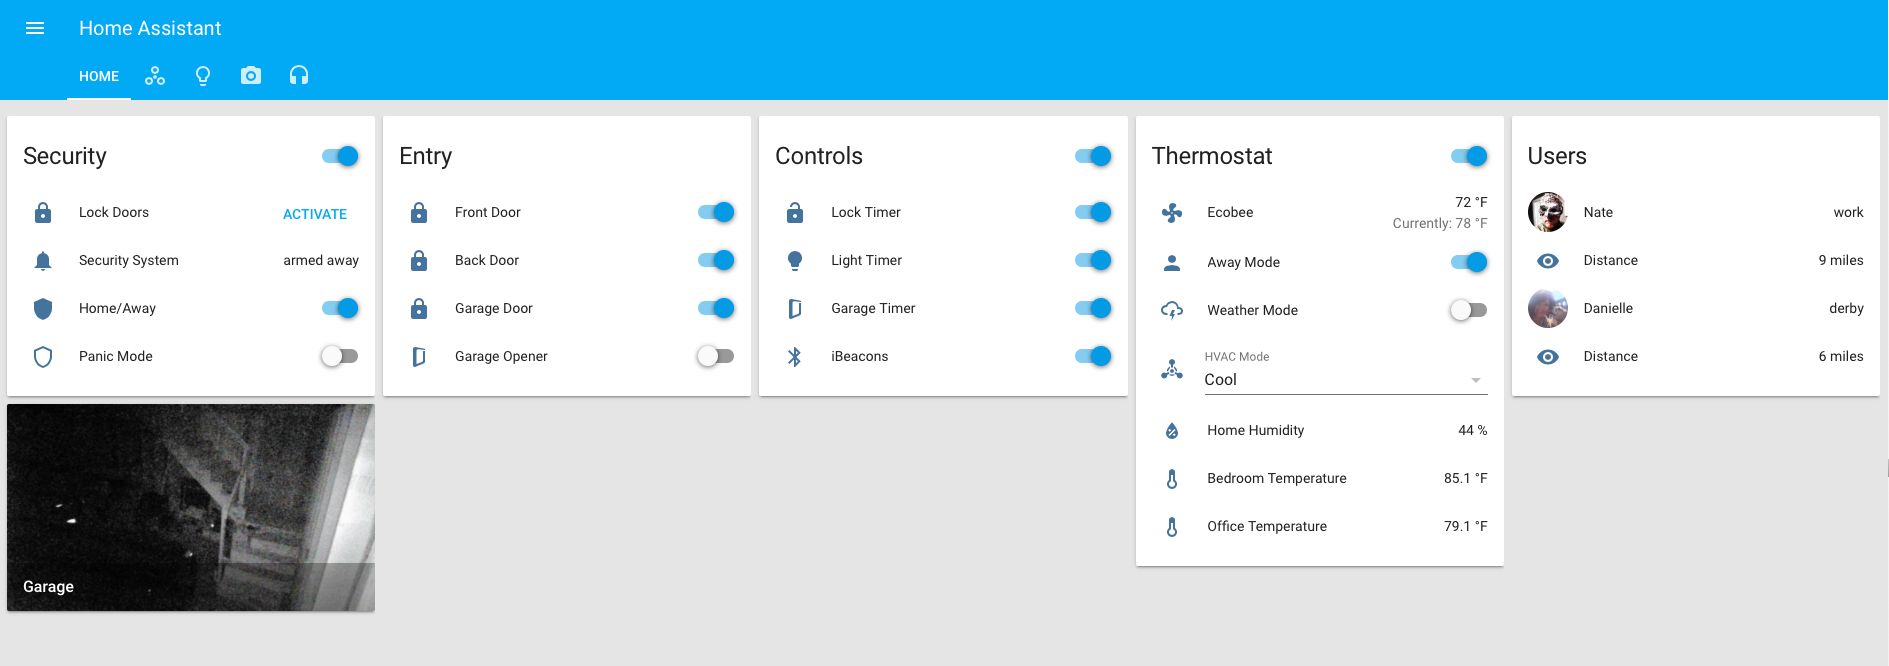 Home Assistant
HOME
Security
Lock Doors ACTIVATE
Security System armed away
Home/Away
Panic Mode
Garage
Entry
Front Door
Back Door
Garage Door
Garage Opener
Controls
Lock Timer
Light Timer
Garage Timer
iBeacons
Thermostat
Ecobee 72 °F
Currently: 78 °F
Away Mode
Weather Mode
HVAC Mode
Cool
Home Humidity 44 %
Bedroom Temperature 85.1 °F
Office Temperature 79.1 °F
Users
Nate work
Distance 9 miles
Danielle derby
Distance 6 miles